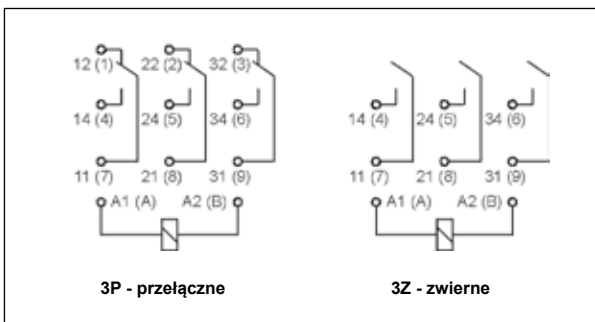 12 (1) 22 (2) 32 (3)
14 (4) 24 (5) 34 (6) 14 (4) 24 (5) 34 (6)
11 (7) 21 (8) 31 (9) 11 (7) 21 (8) 31 (9)
A1 (A) A2 (B) A1 (A) A2 (B)
3P - przełączne 3Z - zwierne